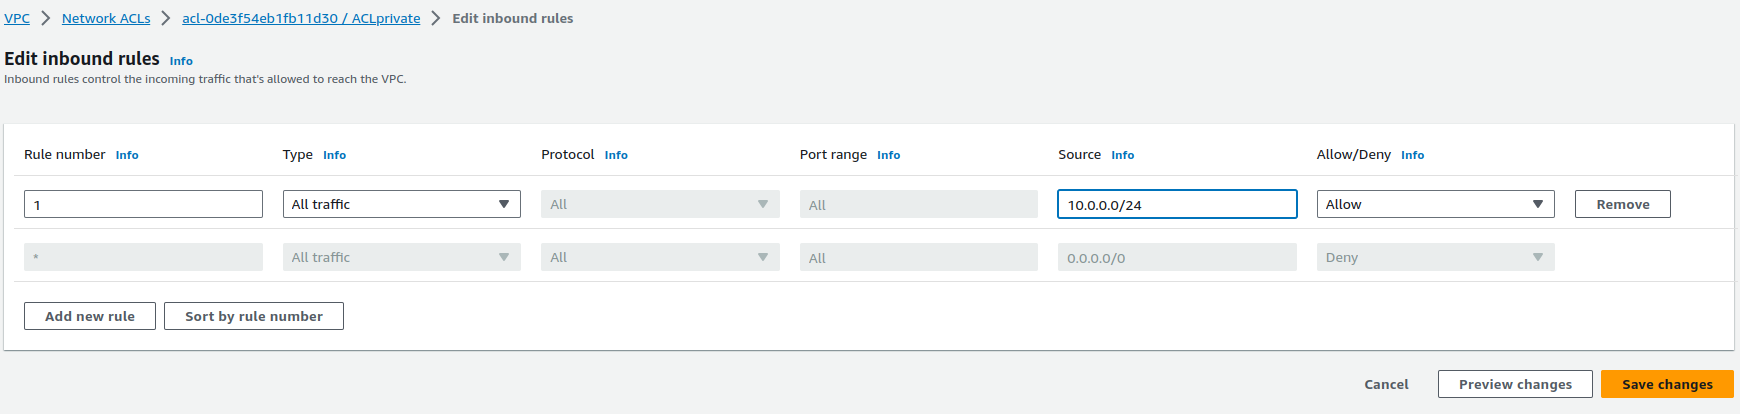 VPC > Network ACLs > acl-0de3f54eb1fb11d30 / ACLprivate > Edit inbound rules
Edit inbound rules Info
Inbound rules control the incoming traffic that's allowed to reach the VPC.
Rule number Info Type Info Protocol Info Port range Info Source Info Allow/Deny Info
1 All traffic All All 10.0.0.0/24 Allow Remove
* All traffic All All 0.0.0.0/0 Deny
Add new rule Sort by rule number
Cancel Preview changes Save changes